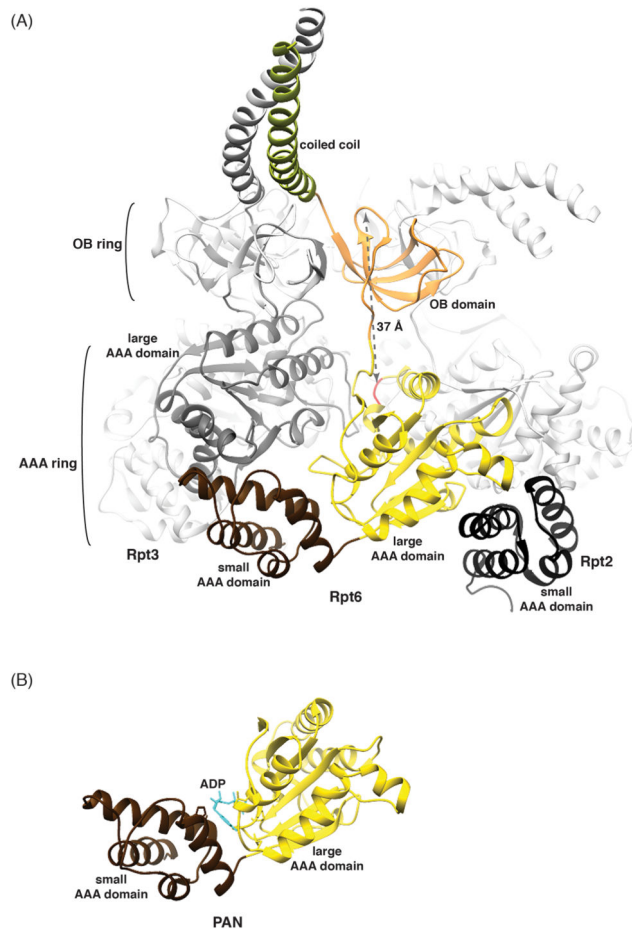 (A)
coiled coil
OB ring
OB domain
37 Å
large
AAA domain
AAA ring
Rpt3
small
AAA domain
Rpt6
large
AAA domain
Rpt2
small
AAA domain
(B)
ADP
small
AAA domain
large
AAA domain
PAN